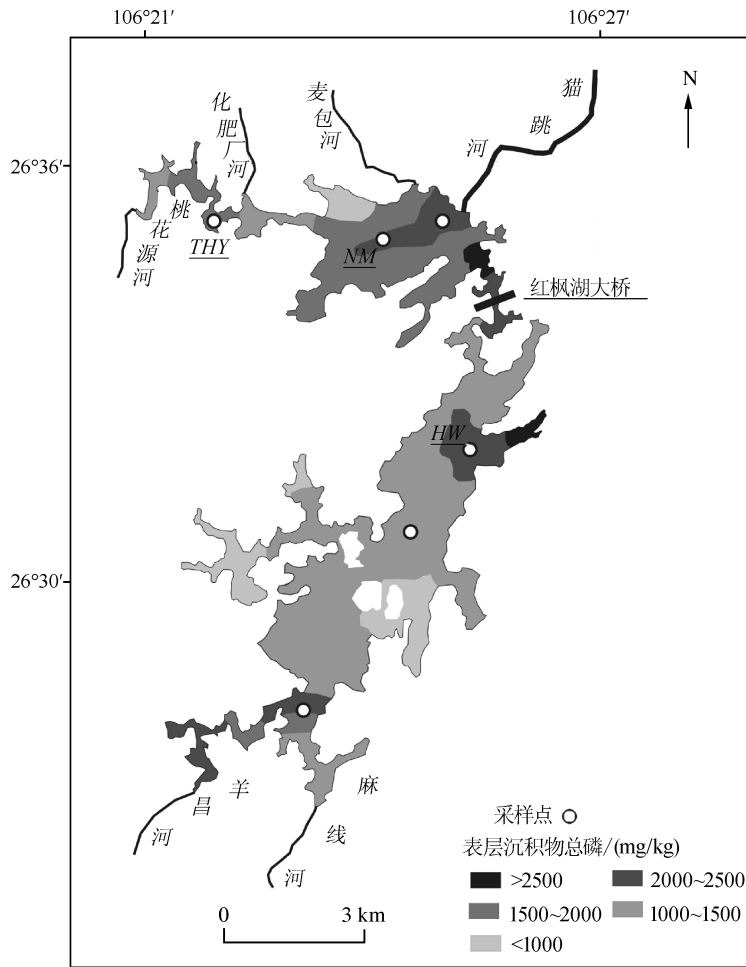 106°21′
106°27′
N
26°36′
26°30′
化肥厂河
麦包河
猫跳河
桃花源河
THY
NM
红枫湖大桥
HW
羊昌河
麻线河
采样点
表层沉积物总磷/(mg/kg)
>2500
2000~2500
1500~2000
1000~1500
<1000
0
3 km